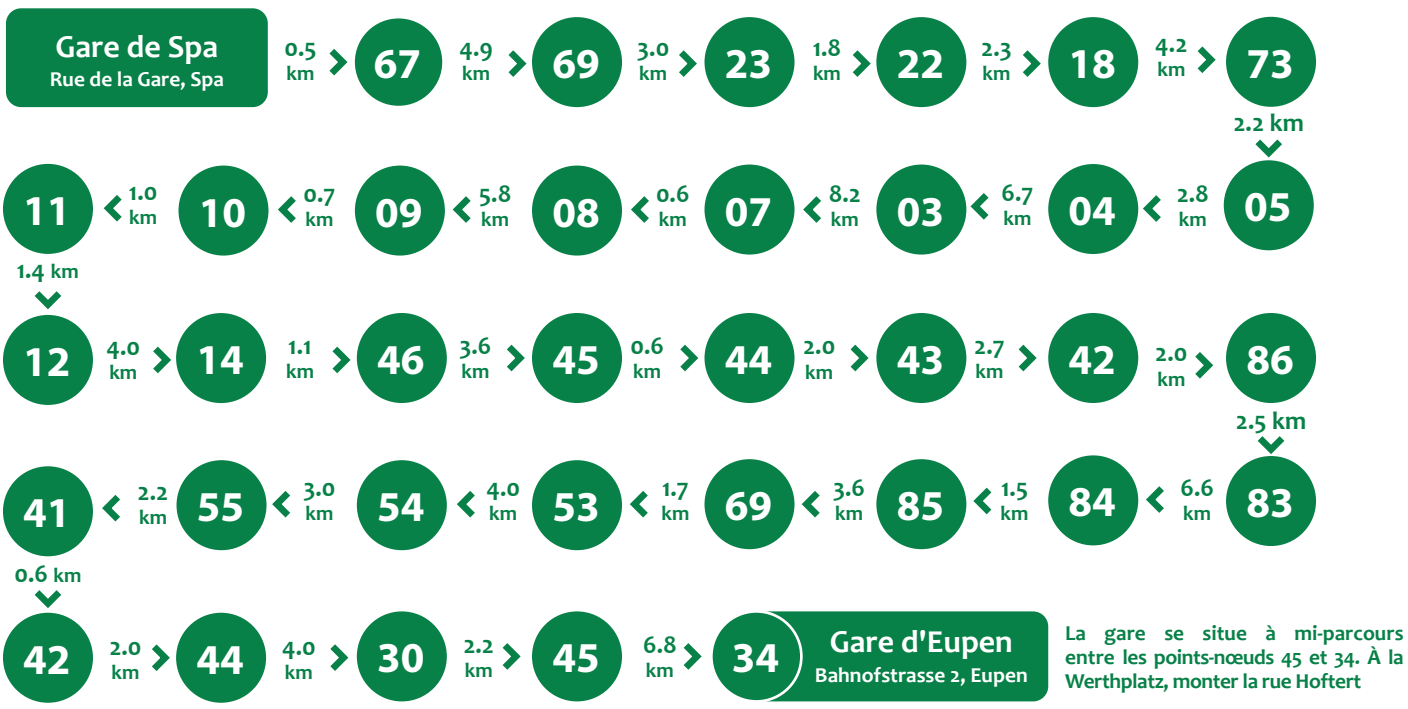 Gare de Spa
Rue de la Gare, Spa
0.5 km
67
4.9 km
69
3.0 km
23
1.8 km
22
2.3 km
18
4.2 km
73
2.2 km
05
2.8 km
04
6.7 km
03
8.2 km
07
0.6 km
08
5.8 km
09
0.7 km
10
1.0 km
11
1.4 km
12
4.0 km
14
1.1 km
46
3.6 km
45
0.6 km
44
2.0 km
43
2.7 km
42
2.0 km
86
2.5 km
83
6.6 km
84
1.5 km
85
3.6 km
69
1.7 km
53
4.0 km
54
3.0 km
55
2.2 km
41
0.6 km
42
2.0 km
44
4.0 km
30
2.2 km
45
6.8 km
34
Gare d'Eupen
Bahnofstrasse 2, Eupen
La gare se situe à mi-parcours
entre les points-nœuds 45 et 34. À la
Werthplatz, monter la rue Hoftert